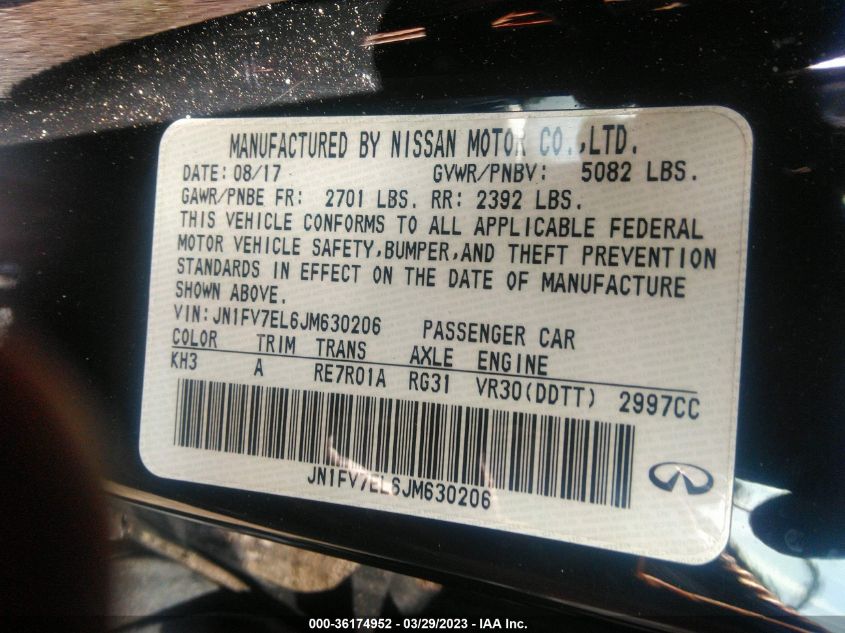 MANUFACTURED BY NISSAN MOTOR CO.,LTD.
DATE: 08/17 GVWR/PNBV: 5082 LBS.
GAWR/PNBE FR: 2701 LBS. RR: 2392 LBS.
THIS VEHICLE CONFORMS TO ALL APPLICABLE FEDERAL
MOTOR VEHICLE SAFETY,BUMPER,AND THEFT PREVENTION
STANDARDS IN EFFECT ON THE DATE OF MANUFACTURE
SHOWN ABOVE.
VIN:JN1FV7EL6JM630206 PASSENGER CAR
COLOR TRIM TRANS AXLE ENGINE
KH3 A RE7R01A RG31 VR30(DDTT) 2997CC
JN1FV7EL6JM630206
000-36174952 - 03/29/2023 - IAA Inc.